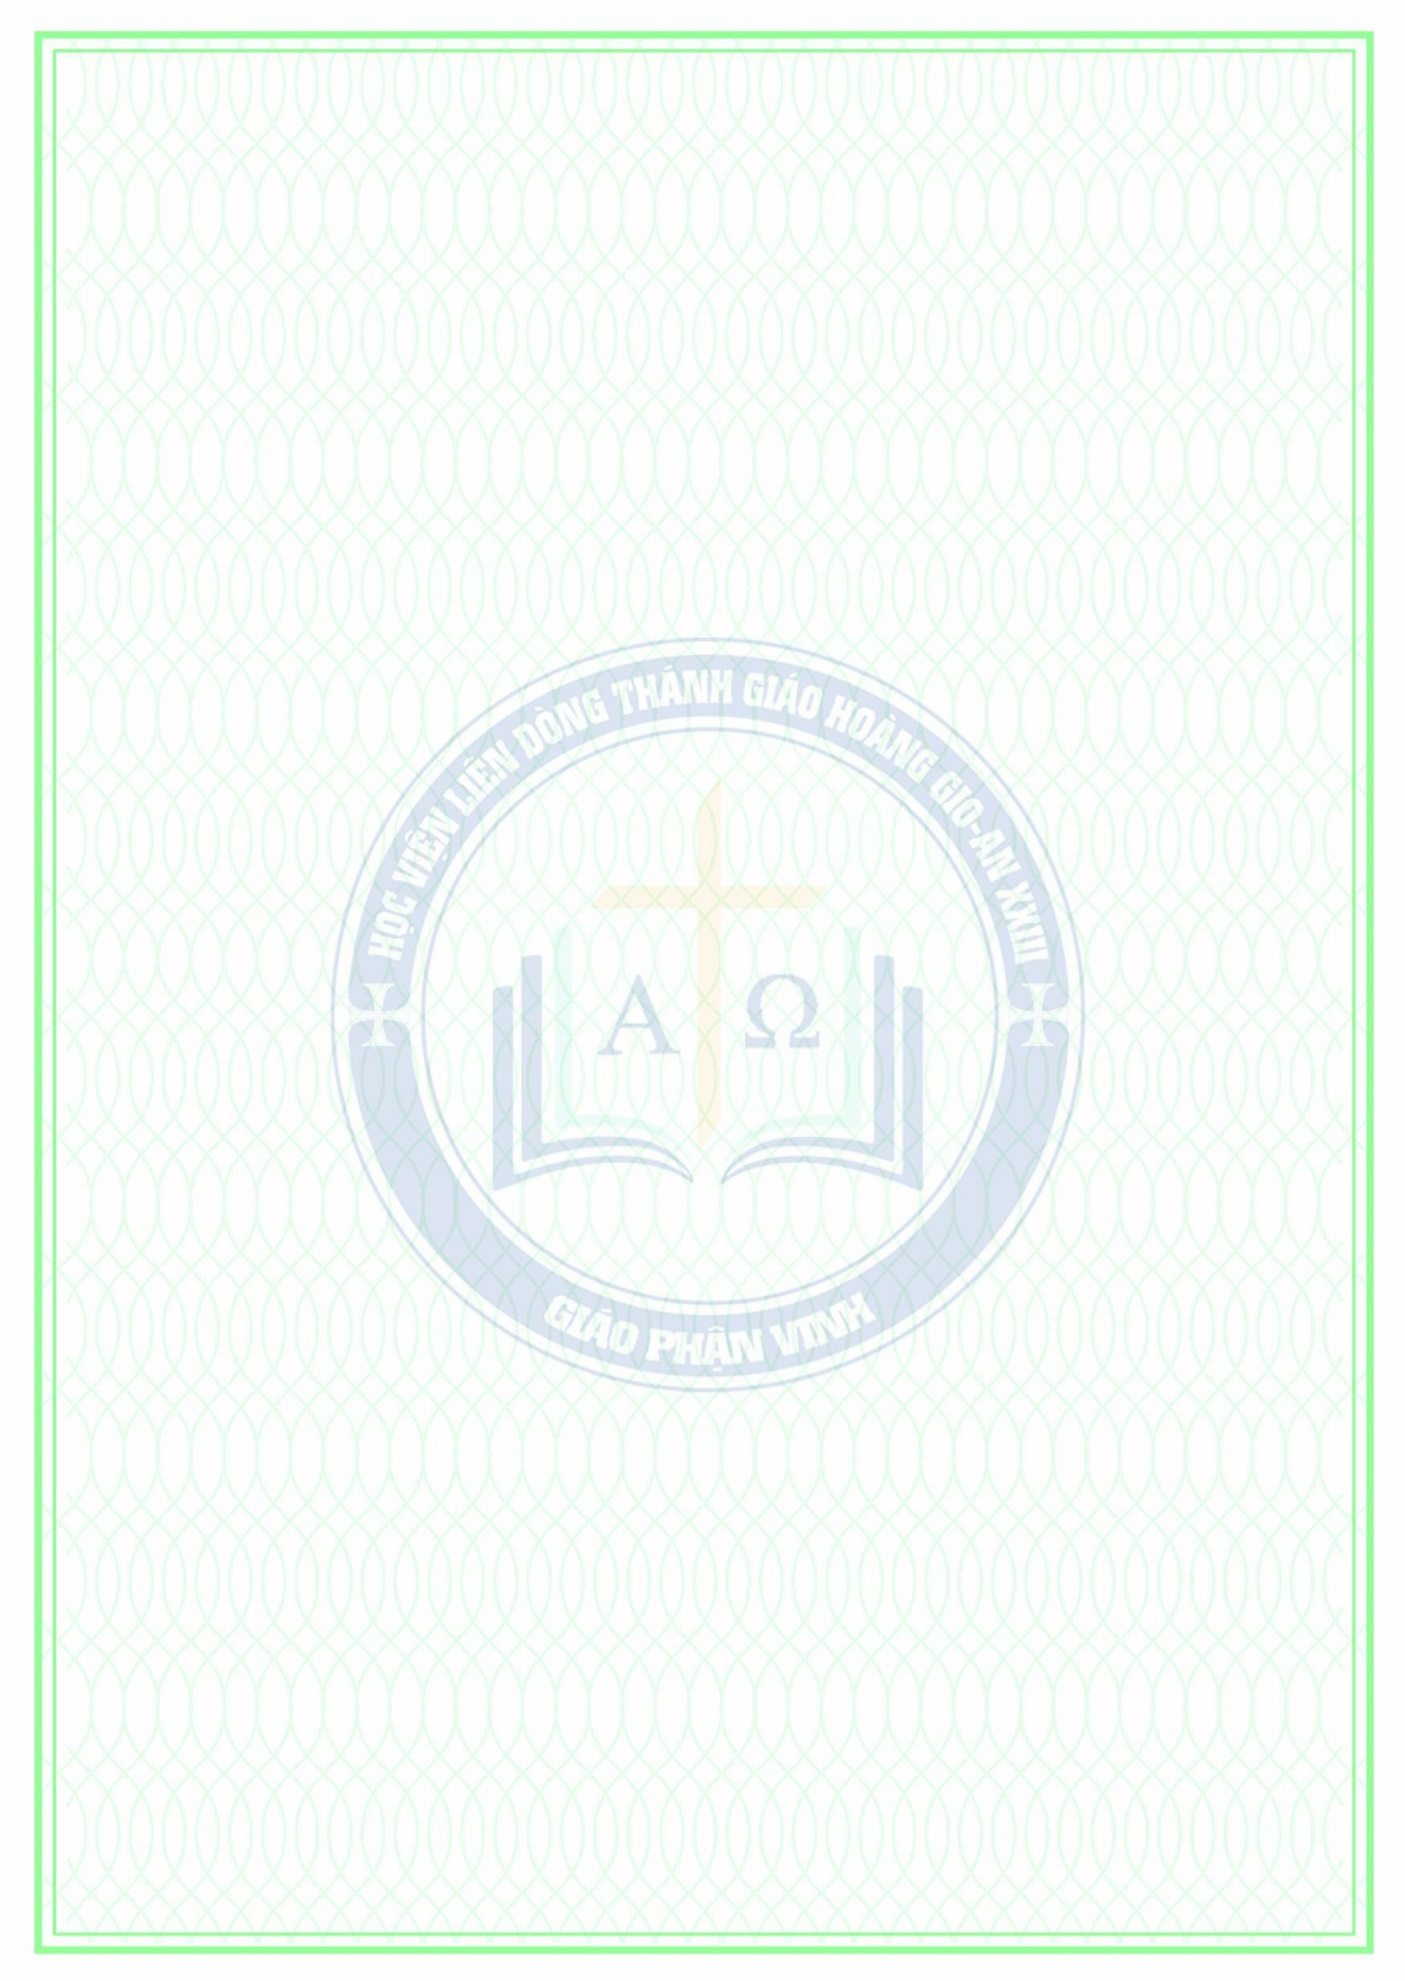 HỌC VIỆN LIÊN DÒNG THÁNH GIÁO HOÀNG GIO-AN XXIII
Α Ω
GIÁO PHẬN VINH